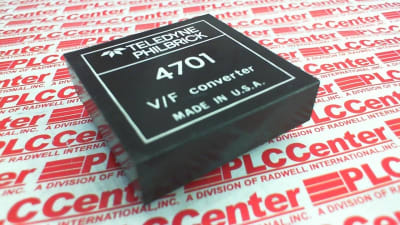 TELEDYNE
PHILBRICK
4701
V/F converter
MADE IN U.S.A.
PLCCenter
A DIVISION OF RADWELL INTERNATIONAL, INC.